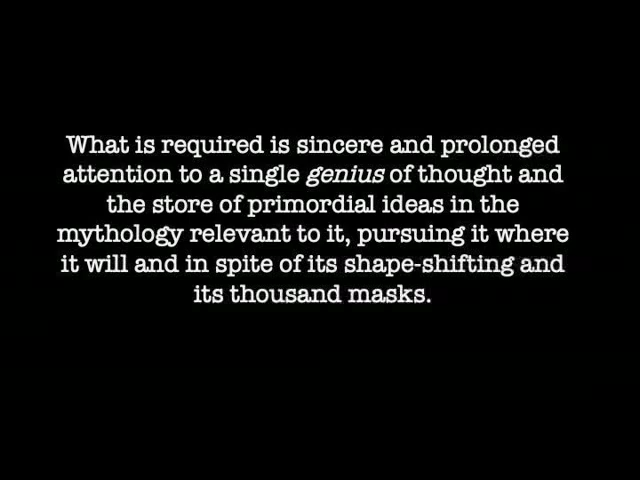 What is required is sincere and prolonged
attention to a single genius of thought and
the store of primordial ideas in the
mythology relevant to it, pursuing it where
it will and in spite of its shape-shifting and
its thousand masks.